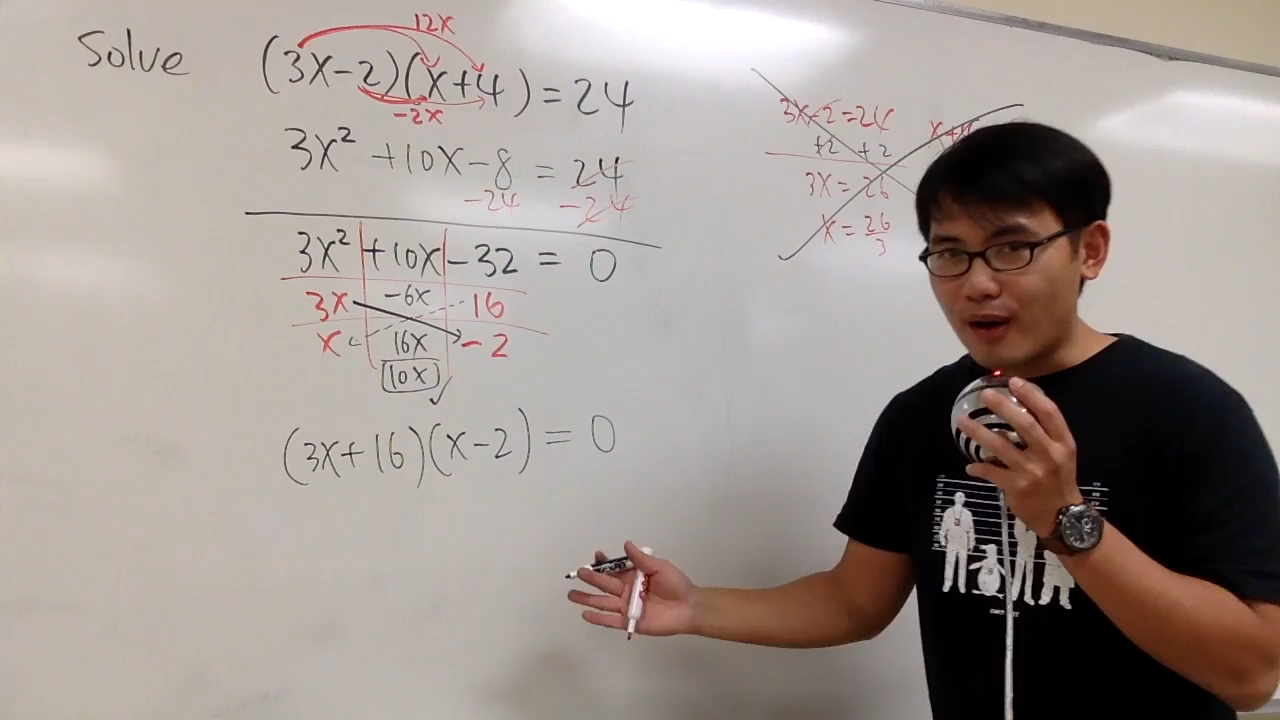 Solve (3x-2)(x+4)=24
12x
-2x
3x² +10x-8 = 24
-24 -24
3x² +10x -32 = 0
3x -6x 16
x 16x -2
10x
(3x+16)(x-2)=0
3x-2=24
+2 +2
3x = 26
x = 26/3